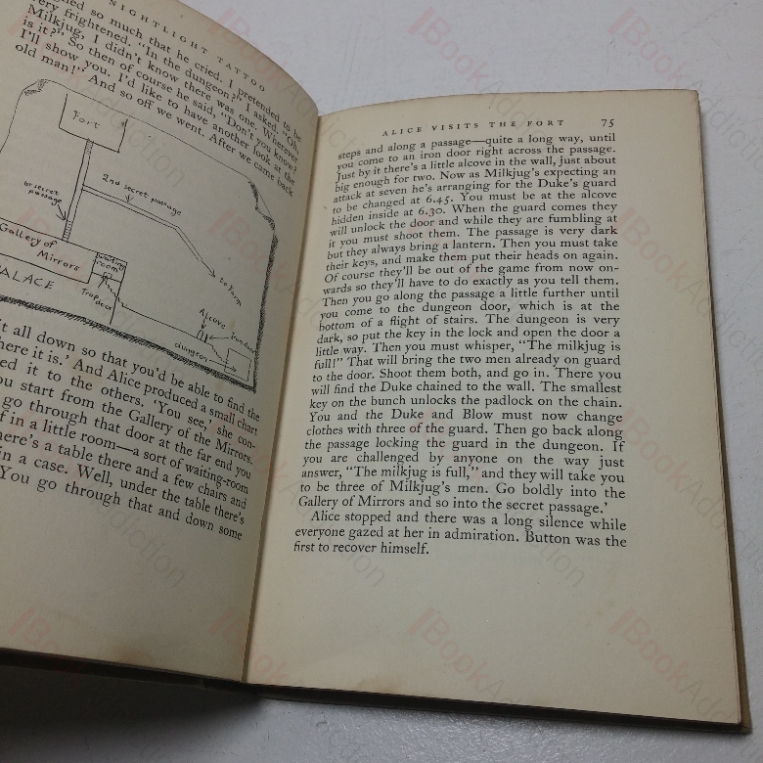 NIGHTLIGHT TATTOO
so much that he cried. I pretended to be
very frightened. "In the dungeon?" I asked. "Oh,
Milkjug, I didn't know there was one. Wherever
is it?" So then of course he said, "Don't you know?
I'll show you. I'd like to have another look at the
old man!" And so off we went. After we came back
Fort
secret
passage
2nd secret passage
to Farm
Gallery of
Mirrors
waiting
room
PALACE
Trapdoor
Alcove
dungeon
it all down so that you'd be able to find the
here it is.' And Alice produced a small chart
it to the others. 'You see,' she con-
you start from the Gallery of the Mirrors,
go through that door at the far end you
in a little room—a sort of waiting-room
there's a table there and a few chairs and
in a case. Well, under the table there's
You go through that and down some
ALICE VISITS THE FORT 75
steps and along a passage—quite a long way, until
you come to an iron door right across the passage.
Just by it there's a little alcove in the wall, just about
big enough for two. Now as Milkjug's expecting an
attack at seven he's arranging for the Duke's guard
to be changed at 6.45. You must be at the alcove
hidden inside at 6.30. When the guard comes they
will unlock the door and while they are fumbling at
it you must shoot them. The passage is very dark
but they always bring a lantern. Then you must take
their keys, and make them put their heads on again.
Of course they'll be out of the game from now on-
wards so they'll have to do exactly as you tell them.
Then you go along the passage a little further until
you come to the dungeon door, which is at the
bottom of a flight of stairs. The dungeon is very
dark, so put the key in the lock and open the door a
little way. Then you must whisper, "The milkjug is
full!" That will bring the two men already on guard
to the door. Shoot them both, and go in. There you
will find the Duke chained to the wall. The smallest
key on the bunch unlocks the padlock on the chain.
You and the Duke and Blow must now change
clothes with three of the guard. Then go back along
the passage locking the guard in the dungeon. If
you are challenged by anyone on the way just
answer, "The milkjug is full," and they will take you
to be three of Milkjug's men. Go boldly into the
Gallery of Mirrors and so into the secret passage.'
Alice stopped and there was a long silence while
everyone gazed at her in admiration. Button was the
first to recover himself.
BookAddiction